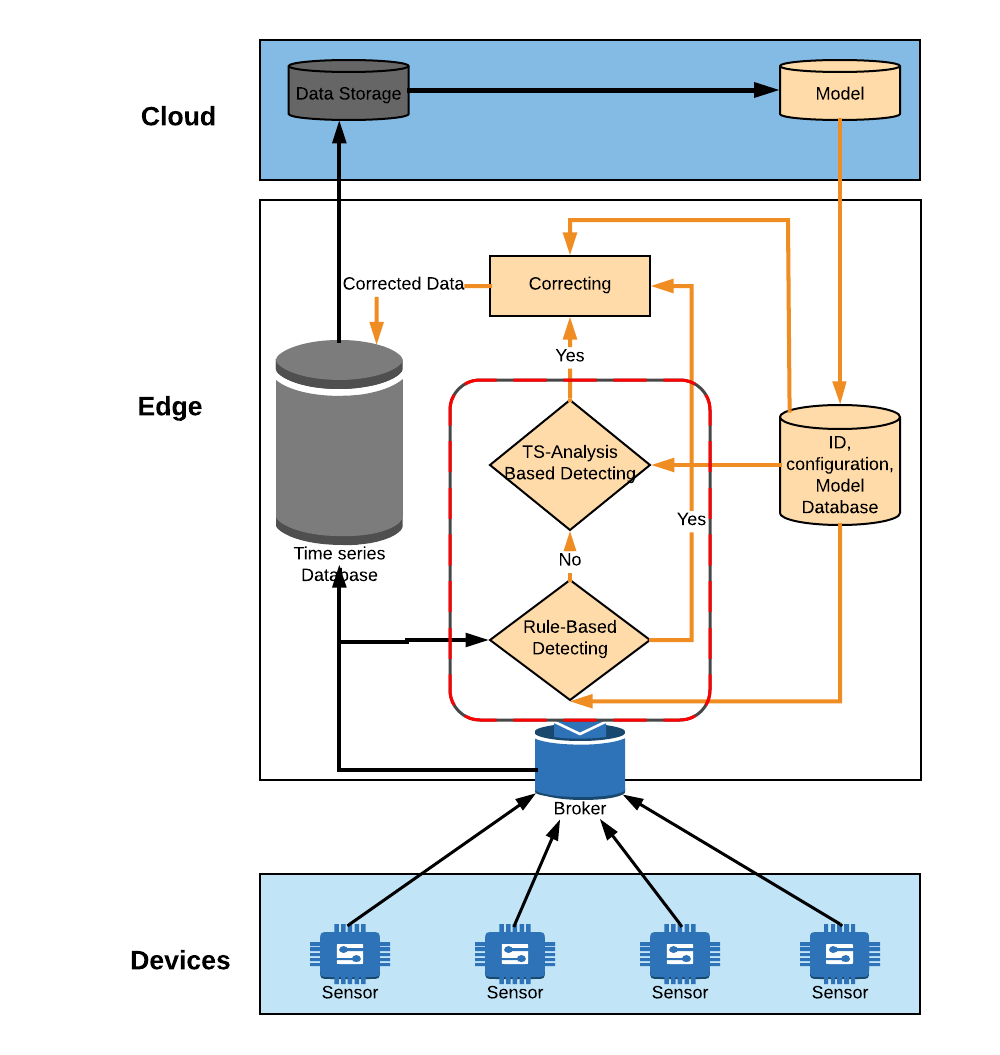 Cloud
Data Storage
Model
Edge
Corrected Data
Correcting
Yes
TS-Analysis
Based Detecting
ID,
configuration,
Model
Database
Yes
Time series
Database
No
Rule-Based
Detecting
Broker
Devices
Sensor
Sensor
Sensor
Sensor